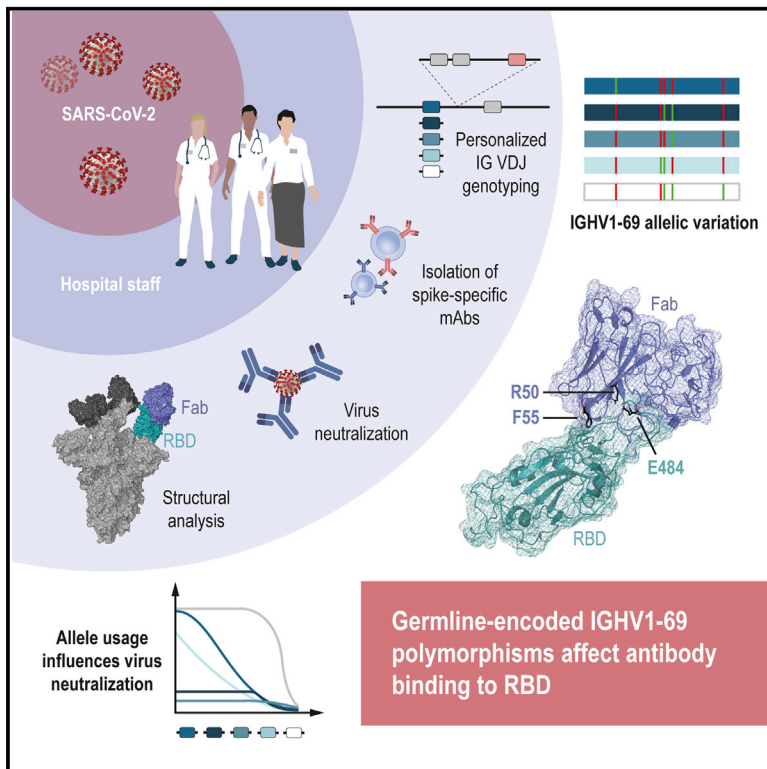 SARS-CoV-2
Hospital staff
Personalized
IG VDJ
genotyping
IGHV1-69 allelic variation
Isolation of
spike-specific
mAbs
Virus
neutralization
Fab
RBD
Structural
analysis
Fab
R50
F55
E484
RBD
Allele usage
influences virus
neutralization
Germline-encoded IGHV1-69
polymorphisms affect antibody
binding to RBD